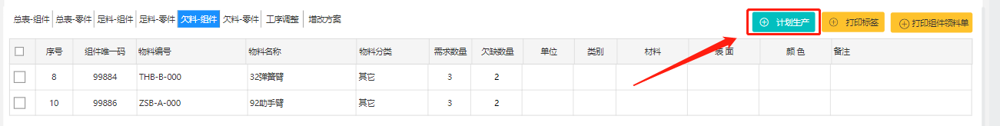 总表-组件 总表-零件 足料-组件 足料-零件 欠料-组件 欠料-零件 工序调整 增改方案 计划生产 打印标签 打印组件领料单
序号 组件唯一码 物料编号 物料名称 物料分类 需求数量 欠缺数量 单位 类别 材料 表面 颜色 备注
8 99884 THB-B-000 32弹簧臂 其它 3 2
10 99886 ZSB-A-000 92助手臂 其它 3 2